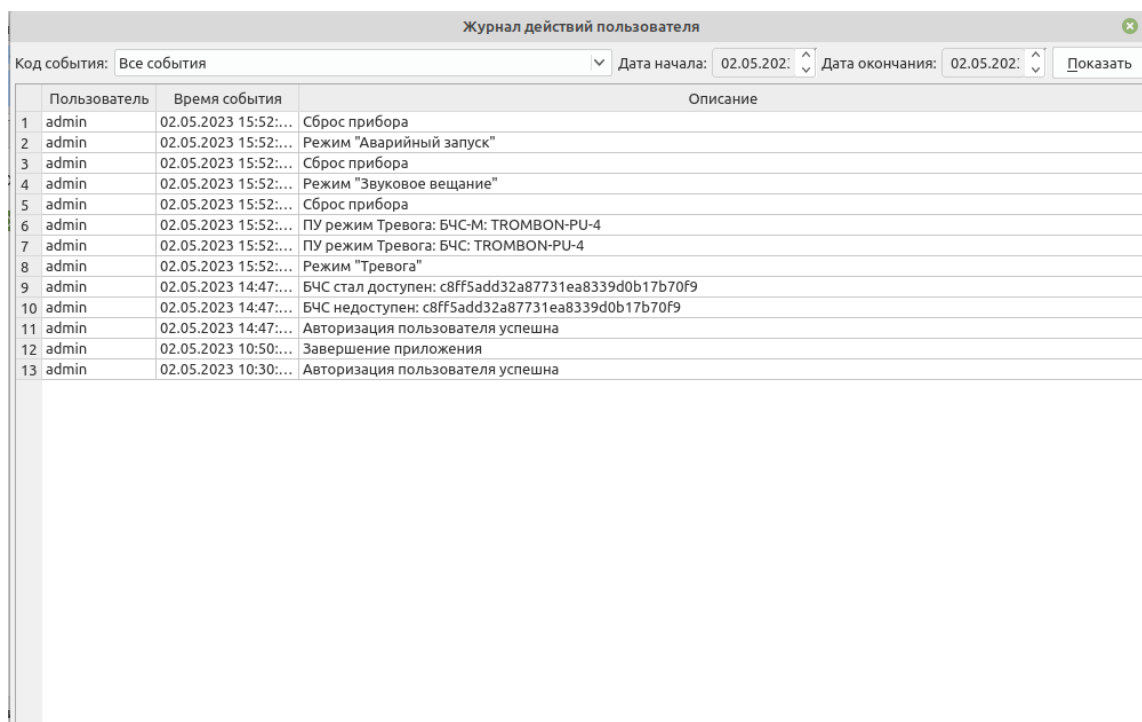 Журнал действий пользователя
Код события: Все события Дата начала: 02.05.202 Дата окончания: 02.05.202 Показать
Пользователь Время события Описание
1 admin 02.05.2023 15:52:... Сброс прибора
2 admin 02.05.2023 15:52:... Режим "Аварийный запуск"
3 admin 02.05.2023 15:52:... Сброс прибора
4 admin 02.05.2023 15:52:... Режим "Звуковое вещание"
5 admin 02.05.2023 15:52:... Сброс прибора
6 admin 02.05.2023 15:52:... ПУ режим Тревога: БЧС-М: TROMBON-PU-4
7 admin 02.05.2023 15:52:... ПУ режим Тревога: БЧС: TROMBON-PU-4
8 admin 02.05.2023 15:52:... Режим "Тревога"
9 admin 02.05.2023 14:47:... БЧС стал доступен: c8ff5add32a87731ea8339d0b17b70f9
10 admin 02.05.2023 14:47:... БЧС недоступен: c8ff5add32a87731ea8339d0b17b70f9
11 admin 02.05.2023 14:47:... Авторизация пользователя успешна
12 admin 02.05.2023 10:50:... Завершение приложения
13 admin 02.05.2023 10:30:... Авторизация пользователя успешна